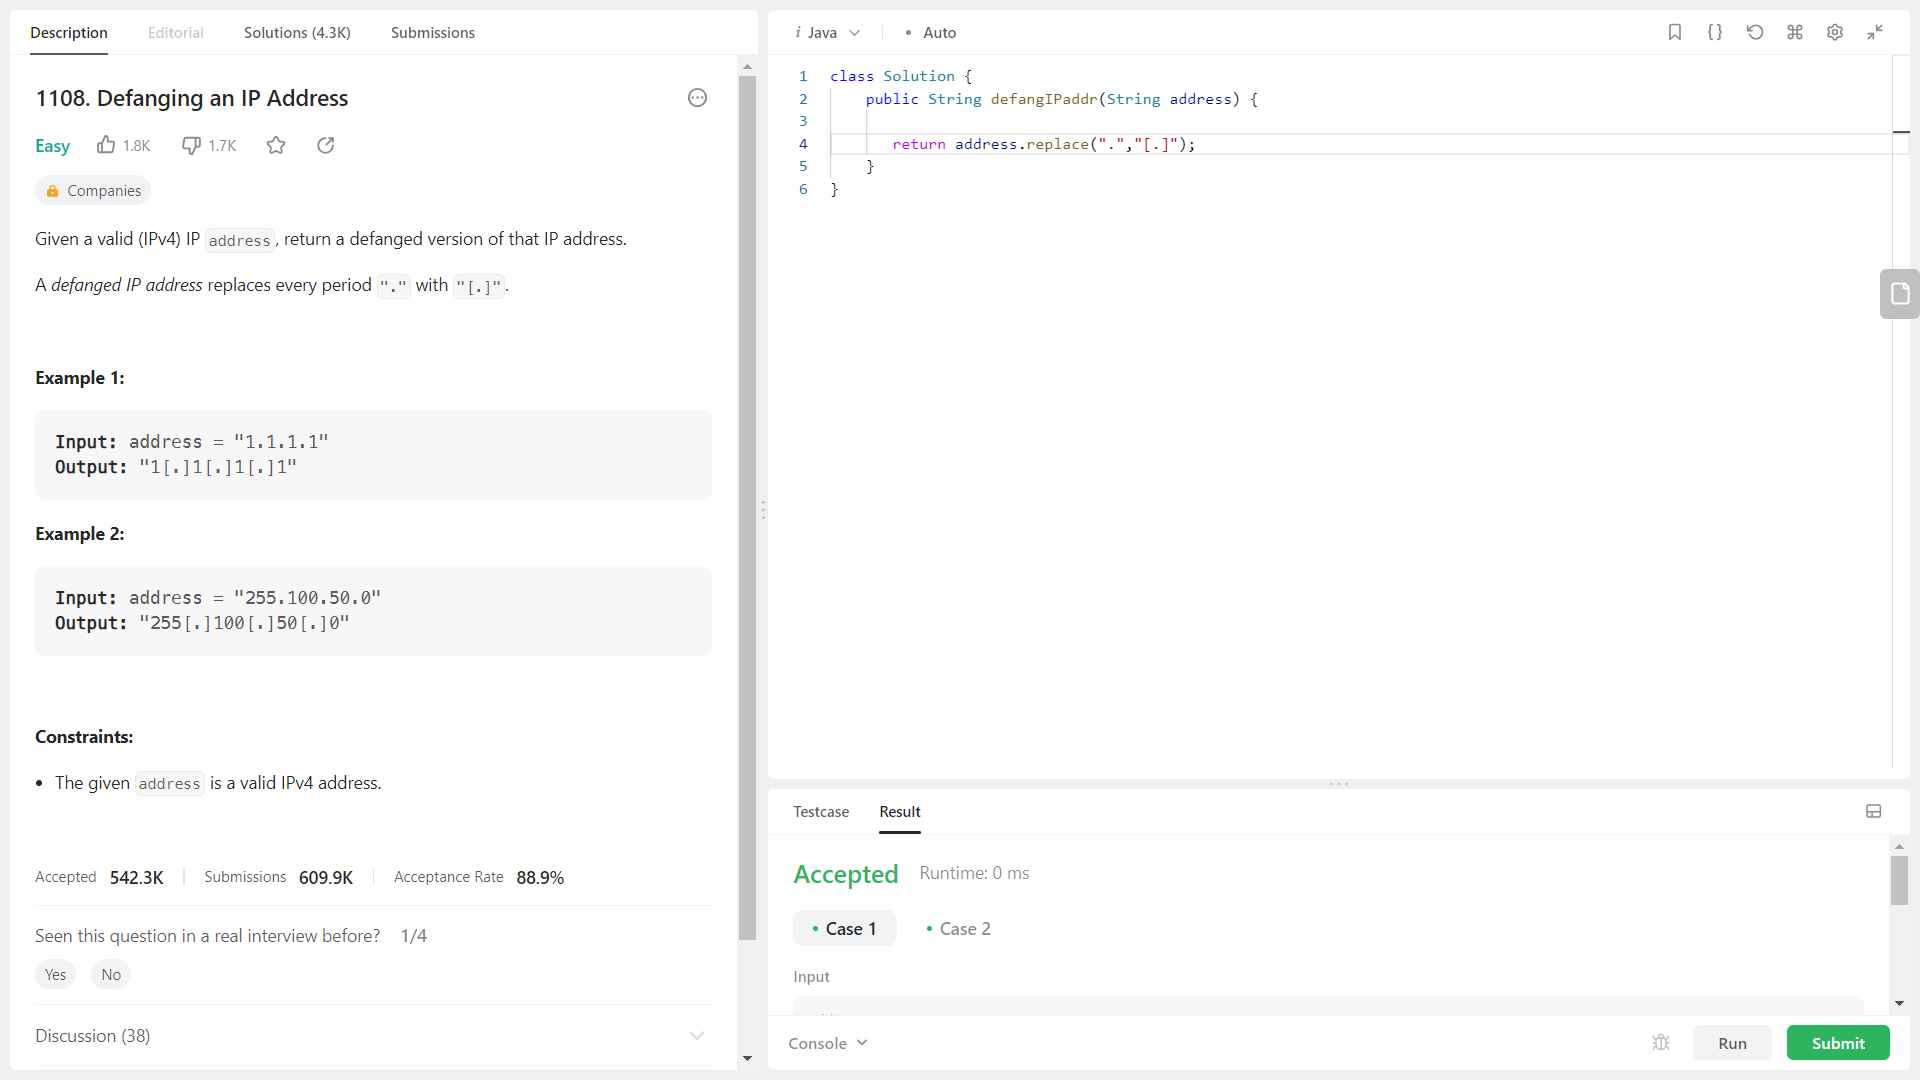 Description Editorial Solutions (4.3K) Submissions
1108. Defanging an IP Address
Easy 1.8K 1.7K
Companies
Given a valid (IPv4) IP address, return a defanged version of that IP address.
A defanged IP address replaces every period "." with "[.]".
Example 1:
Input: address = "1.1.1.1"
Output: "1[.]1[.]1[.]1"
Example 2:
Input: address = "255.100.50.0"
Output: "255[.]100[.]50[.]0"
Constraints:
• The given address is a valid IPv4 address.
Accepted 542.3K Submissions 609.9K Acceptance Rate 88.9%
Seen this question in a real interview before? 1/4
Yes No
Discussion (38)
i Java • Auto
1 class Solution {
2     public String defangIPaddr(String address) {
3
4        return address.replace(".","[.]");
5     }
6 }
Testcase Result
Accepted Runtime: 0 ms
• Case 1 • Case 2
Input
Console Run Submit